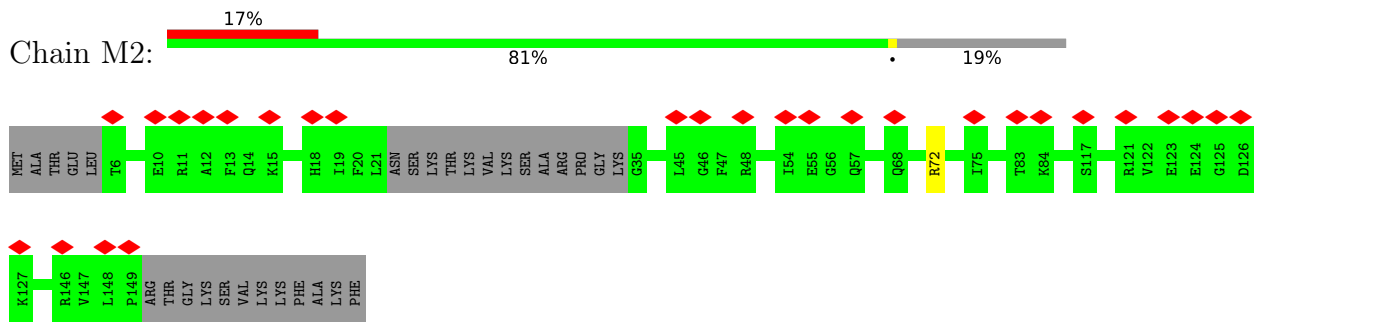 17%
Chain M2:
81%
•
19%
MET ALA THR GLU LEU T6 E10 R11 A12 F13 Q14 K15 H18 I19 F20 L21 ASN SER LYS LYS THR LYS VAL LYS SER ALA ARG PRO GLY LYS G35 L45 G46 F47 R48 I54 E55 G56 Q57 Q68 R72 I75 T83 K84 S117 R121 V122 E123 E124 G125 D126
K127 R146 V147 L148 P149 ARG THR GLY LYS SER VAL LYS LYS PHE ALA LYS PHE